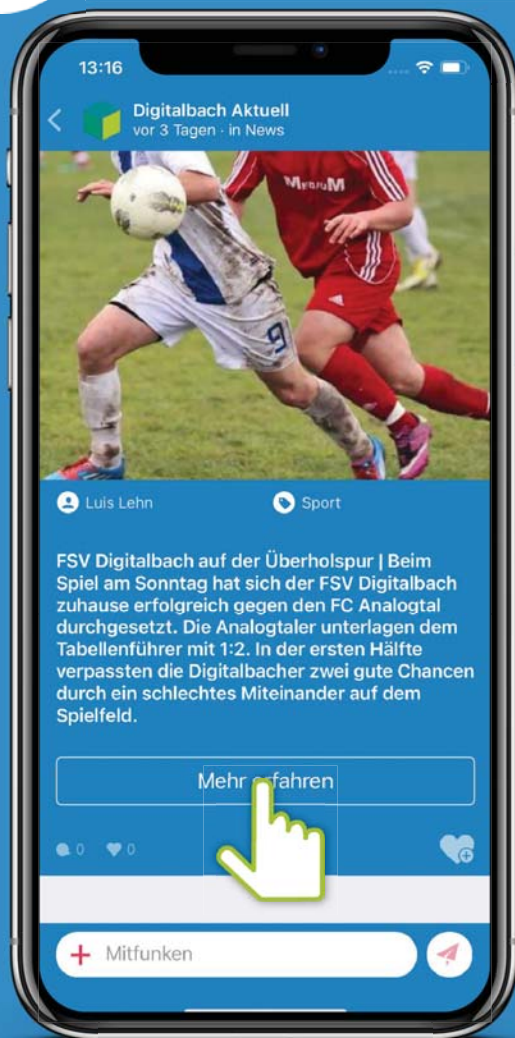 13:16
Digitalbach Aktuell
vor 3 Tagen · in News
MEDIUM
9
Luis Lehn
Sport
FSV Digitalbach auf der Überholspur | Beim
Spiel am Sonntag hat sich der FSV Digitalbach
zuhause erfolgreich gegen den FC Analogtal
durchgesetzt. Die Analogtaler unterlagen dem
Tabellenführer mit 1:2. In der ersten Hälfte
verpassten die Digitalbacher zwei gute Chancen
durch ein schlechtes Miteinander auf dem
Spielfeld.
Mehr erfahren
0 0
+ Mitfunken